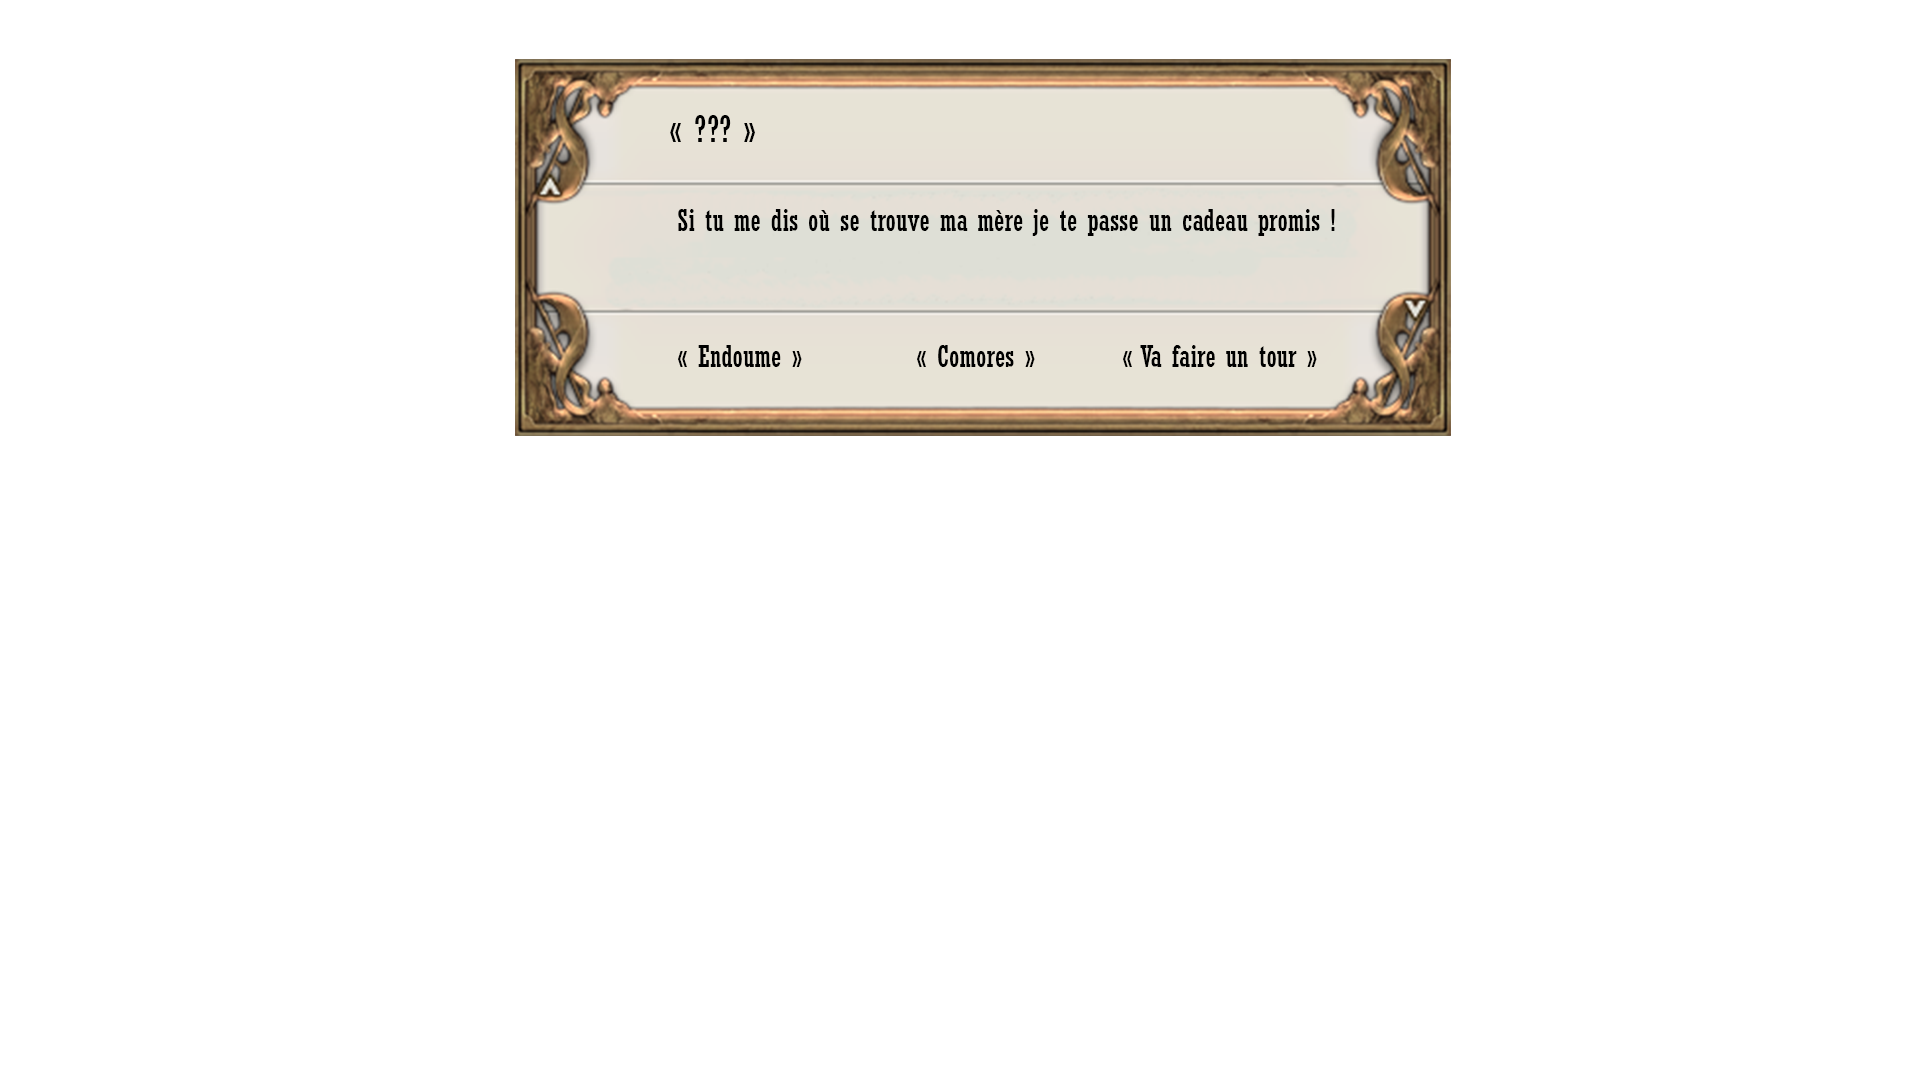 « ??? »
Si tu me dis où se trouve ma mère je te passe un cadeau promis !
« Endoume » « Comores » « Va faire un tour »